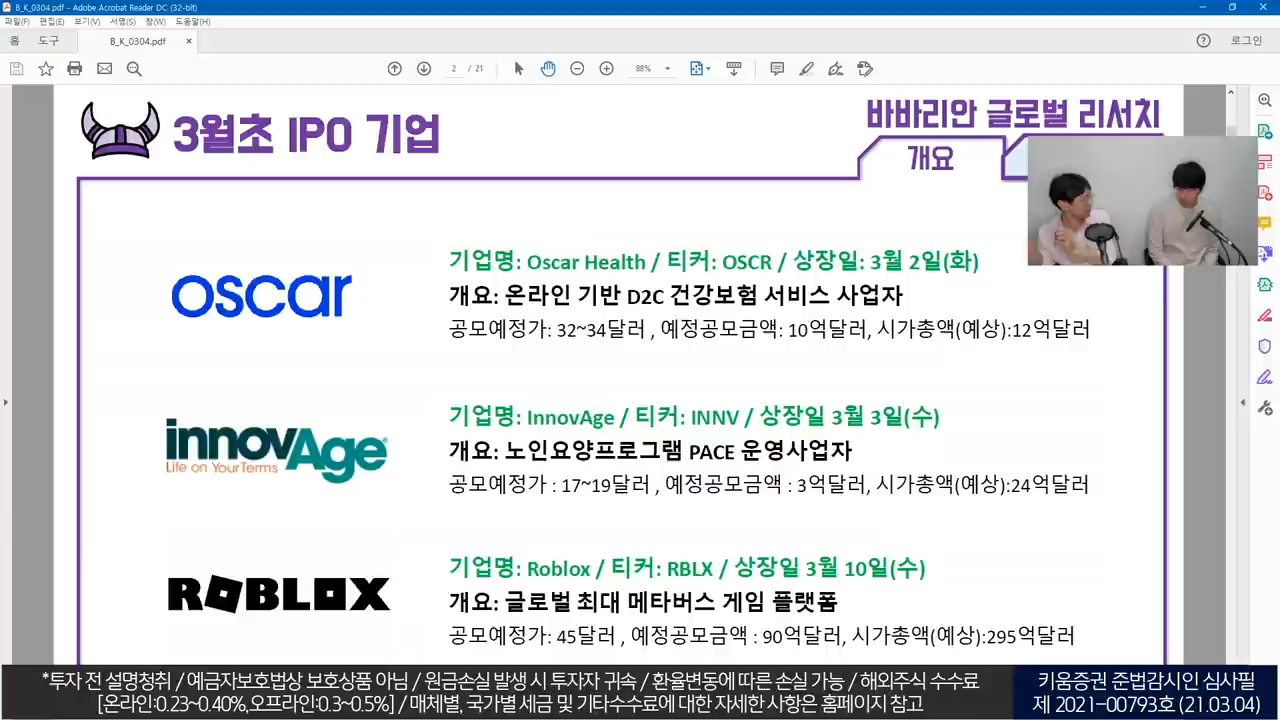 B_K_0304.pdf - Adobe Acrobat Reader DC (32-bit)
파일(F) 편집(E) 보기(V) 서명(S) 창(W) 도움말(H)
홈 도구 B_K_0304.pdf × 로그인
2 / 21 88%
3월초 IPO 기업
바바리안 글로벌 리서치
개요
oscar
기업명: Oscar Health / 티커: OSCR / 상장일: 3월 2일(화)
개요: 온라인 기반 D2C 건강보험 서비스 사업자
공모예정가: 32~34달러 , 예정공모금액: 10억달러, 시가총액(예상):12억달러
innovAge®
Life on Your Terms
기업명: InnovAge / 티커: INNV / 상장일 3월 3일(수)
개요: 노인요양프로그램 PACE 운영사업자
공모예정가 : 17~19달러 , 예정공모금액 : 3억달러, 시가총액(예상):24억달러
ROBLOX
기업명: Roblox / 티커: RBLX / 상장일 3월 10일(수)
개요: 글로벌 최대 메타버스 게임 플랫폼
공모예정가: 45달러 , 예정공모금액 : 90억달러, 시가총액(예상):295억달러
*투자 전 설명청취 / 예금자보호법상 보호상품 아님 / 원금손실 발생 시 투자자 귀속 / 환율변동에 따른 손실 가능 / 해외주식 수수료
[온라인:0.23~0.40%,오프라인:0.3~0.5%] / 매체별, 국가별 세금 및 기타수수료에 대한 자세한 사항은 홈페이지 참고
키움증권 준법감시인 심사필
제 2021-00793호 (21.03.04)